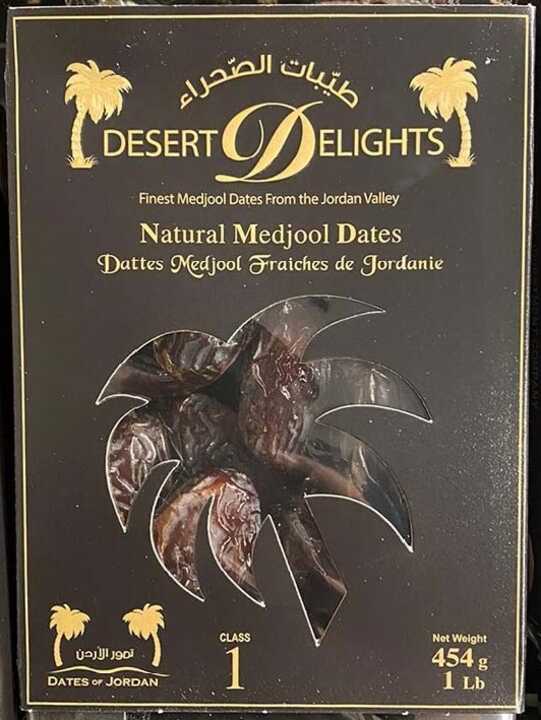 طيّبات الصّحراء
DESERT DELIGHTS
Finest Medjool Dates From the Jordan Valley
Natural Medjool Dates
Dattes Medjool Fraiches de Jordanie
تمور الأردن
DATES OF JORDAN
CLASS
1
Net Weight
454 g
1 Lb